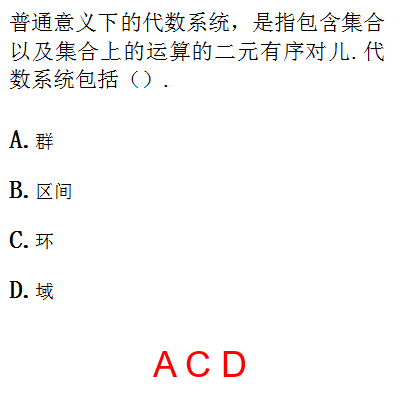 普通意义下的代数系统，是指包含集合
以及集合上的运算的二元有序对儿.代
数系统包括（）.
A.群
B.区间
C.环
D.域
A C D